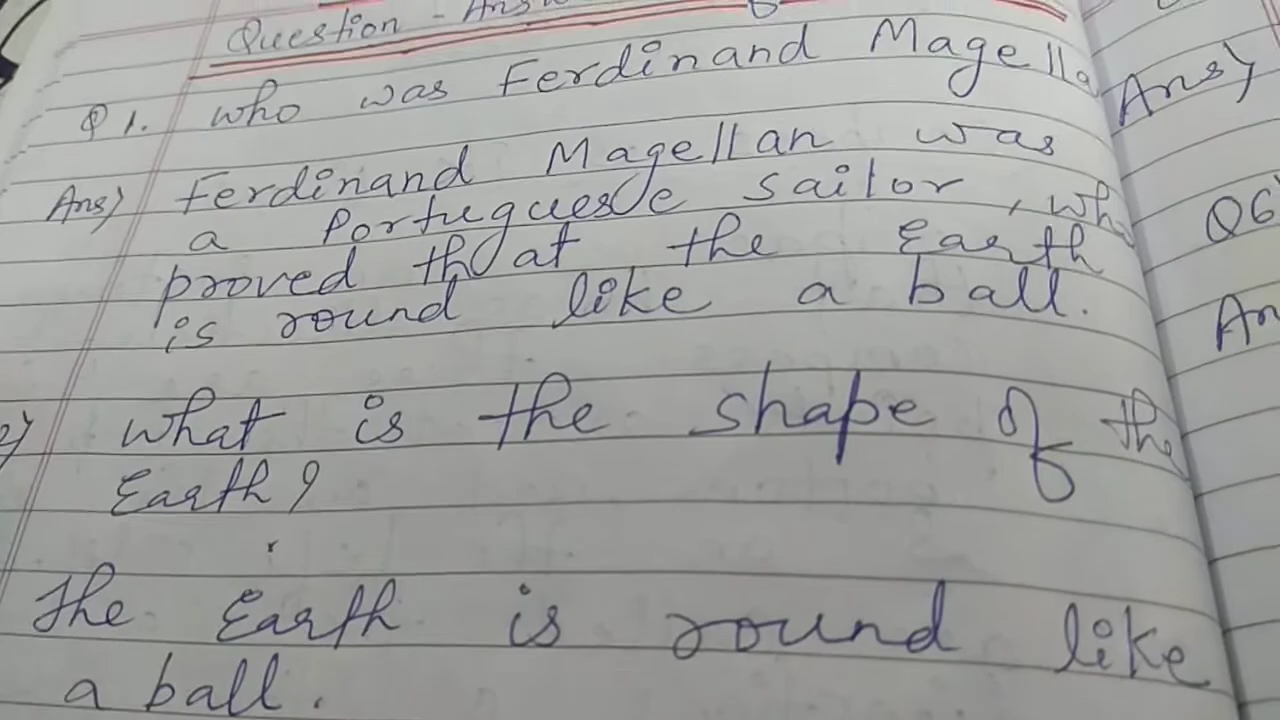 Question - Ans
Q 1. who was Ferdinand Magella
Ans) Ferdinand Magellan was
a Portuguese sailor, who
proved that the Earth
is round like a ball.
2) what is the shape of the
Earth?
The Earth is round like
a ball.
Ans)
Q6
An